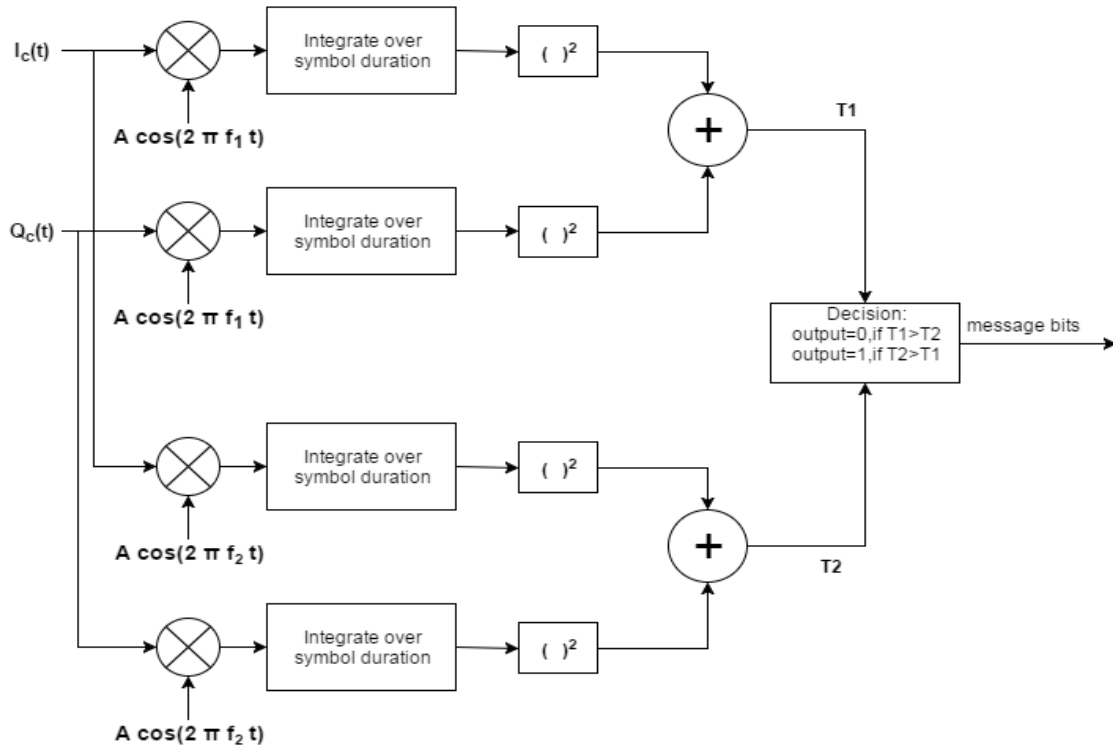 I_c(t)
Integrate over
symbol duration
( )²
A cos(2 π f₁ t)
+
T1
Q_c(t)
Integrate over
symbol duration
( )²
A cos(2 π f₁ t)
Decision:
output=0,if T1>T2
output=1,if T2>T1
message bits
Integrate over
symbol duration
( )²
A cos(2 π f₂ t)
+
T2
Integrate over
symbol duration
( )²
A cos(2 π f₂ t)